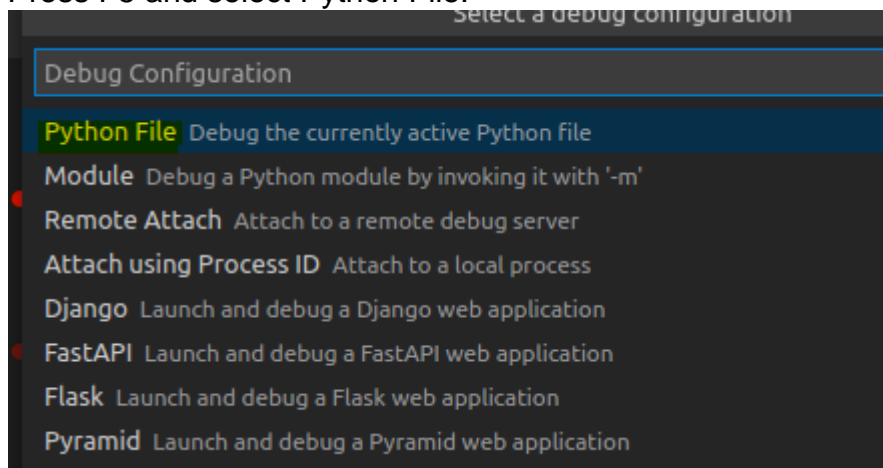 Press F5 and select Python File.
Select a debug configuration
Debug Configuration
Python File Debug the currently active Python file
Module Debug a Python module by invoking it with '-m'
Remote Attach Attach to a remote debug server
Attach using Process ID Attach to a local process
Django Launch and debug a Django web application
FastAPI Launch and debug a FastAPI web application
Flask Launch and debug a Flask web application
Pyramid Launch and debug a Pyramid web application